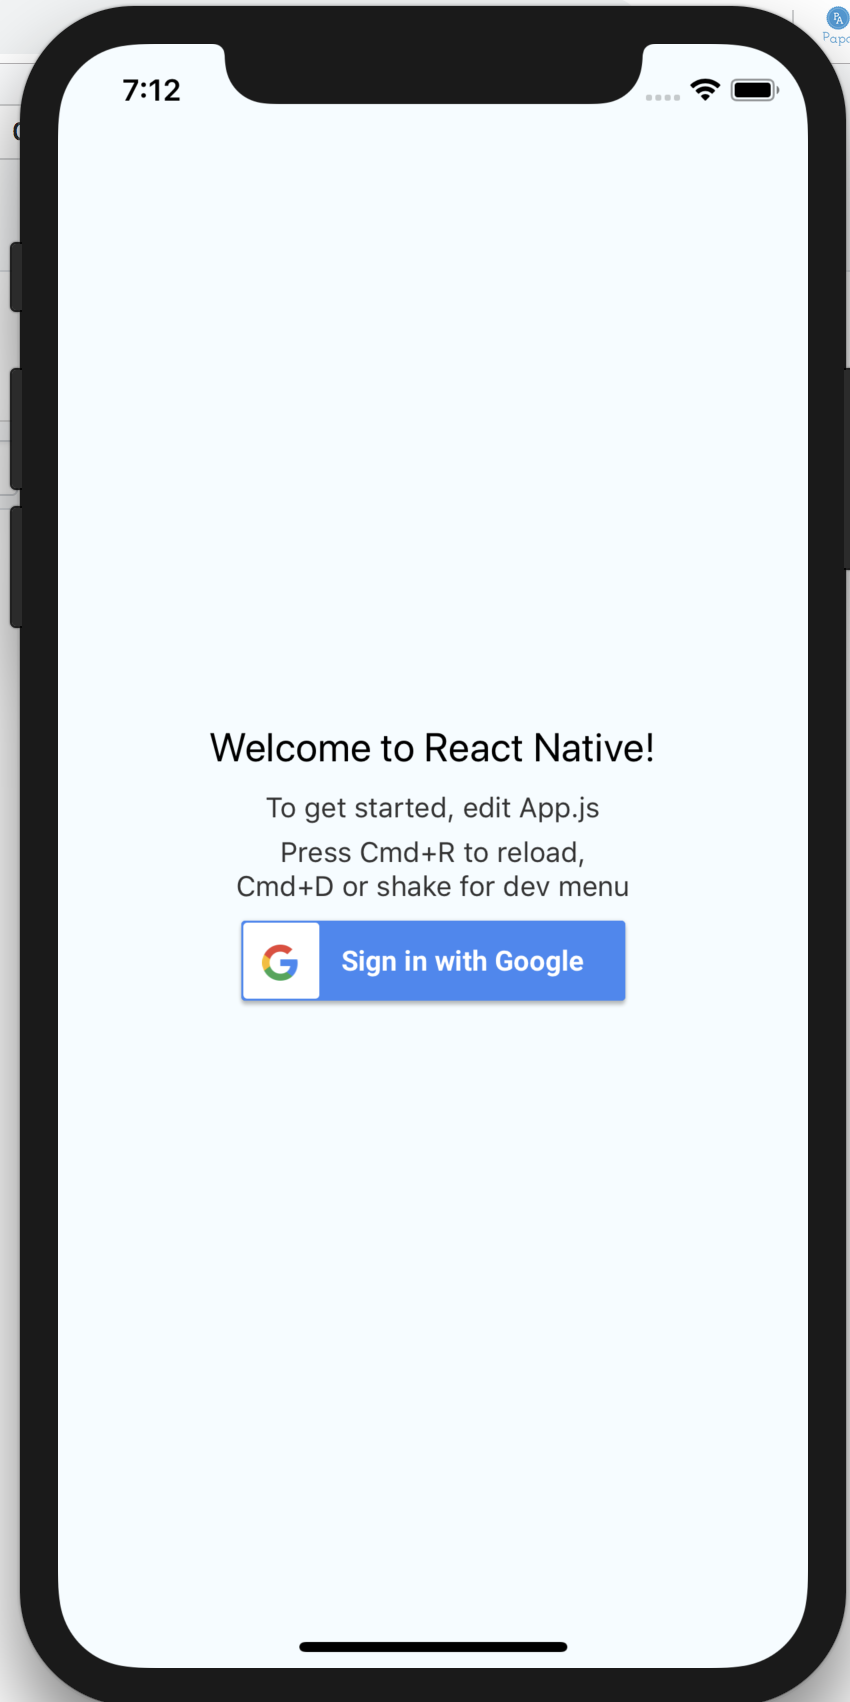 7:12
Welcome to React Native!
To get started, edit App.js
Press Cmd+R to reload,
Cmd+D or shake for dev menu
Sign in with Google